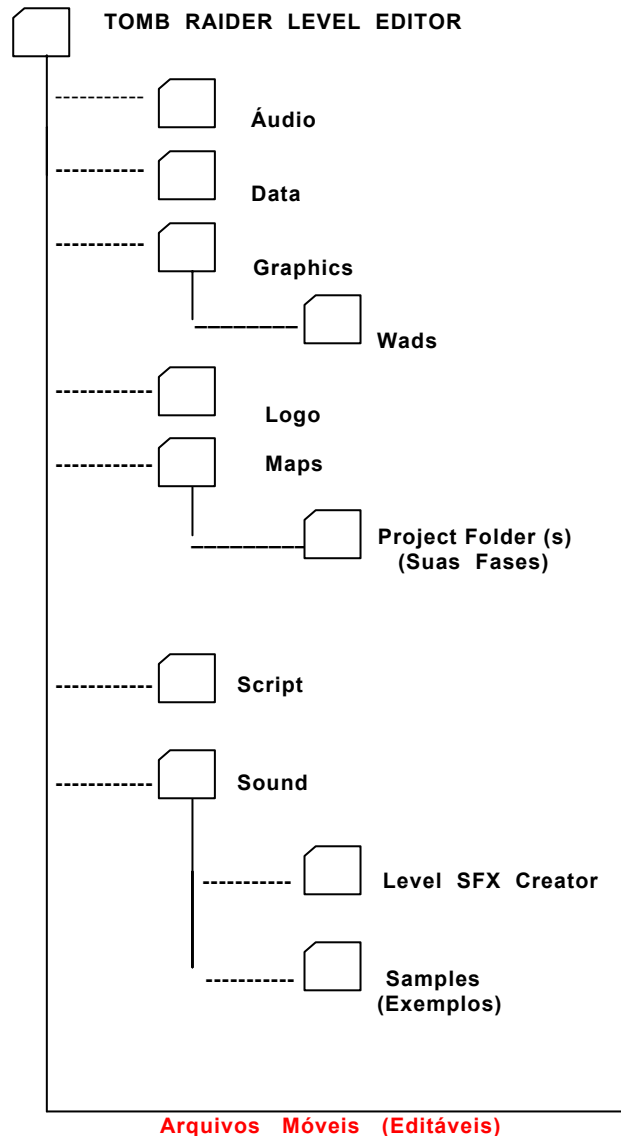 TOMB RAIDER LEVEL EDITOR
Áudio
Data
Graphics
Wads
Logo
Maps
Project Folder (s)
(Suas Fases)
Script
Sound
Level SFX Creator
Samples
(Exemplos)
Arquivos Móveis (Editáveis)